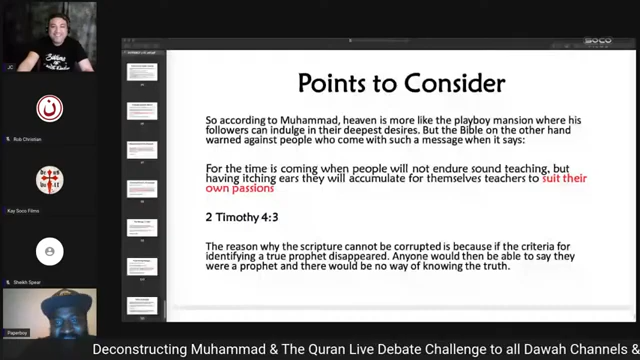 SOCO
Points to Consider
So according to Muhammad, heaven is more like the playboy mansion where his
followers can indulge in their deepest desires. But the Bible on the other hand
warned against people who come with such a message when it says:
For the time is coming when people will not endure sound teaching, but
having itching ears they will accumulate for themselves teachers to suit their
own passions
2 Timothy 4:3
The reason why the scripture cannot be corrupted is because if the criteria for
identifying a true prophet disappeared. Anyone would then be able to say they
were a prophet and there would be no way of knowing the truth.
JC
Rob Christian
Kay Socos Films
Sheikh Spear
Paperboy
Deconstructing Muhammad & The Quran Live Debate Challenge to all Dawah Channels &